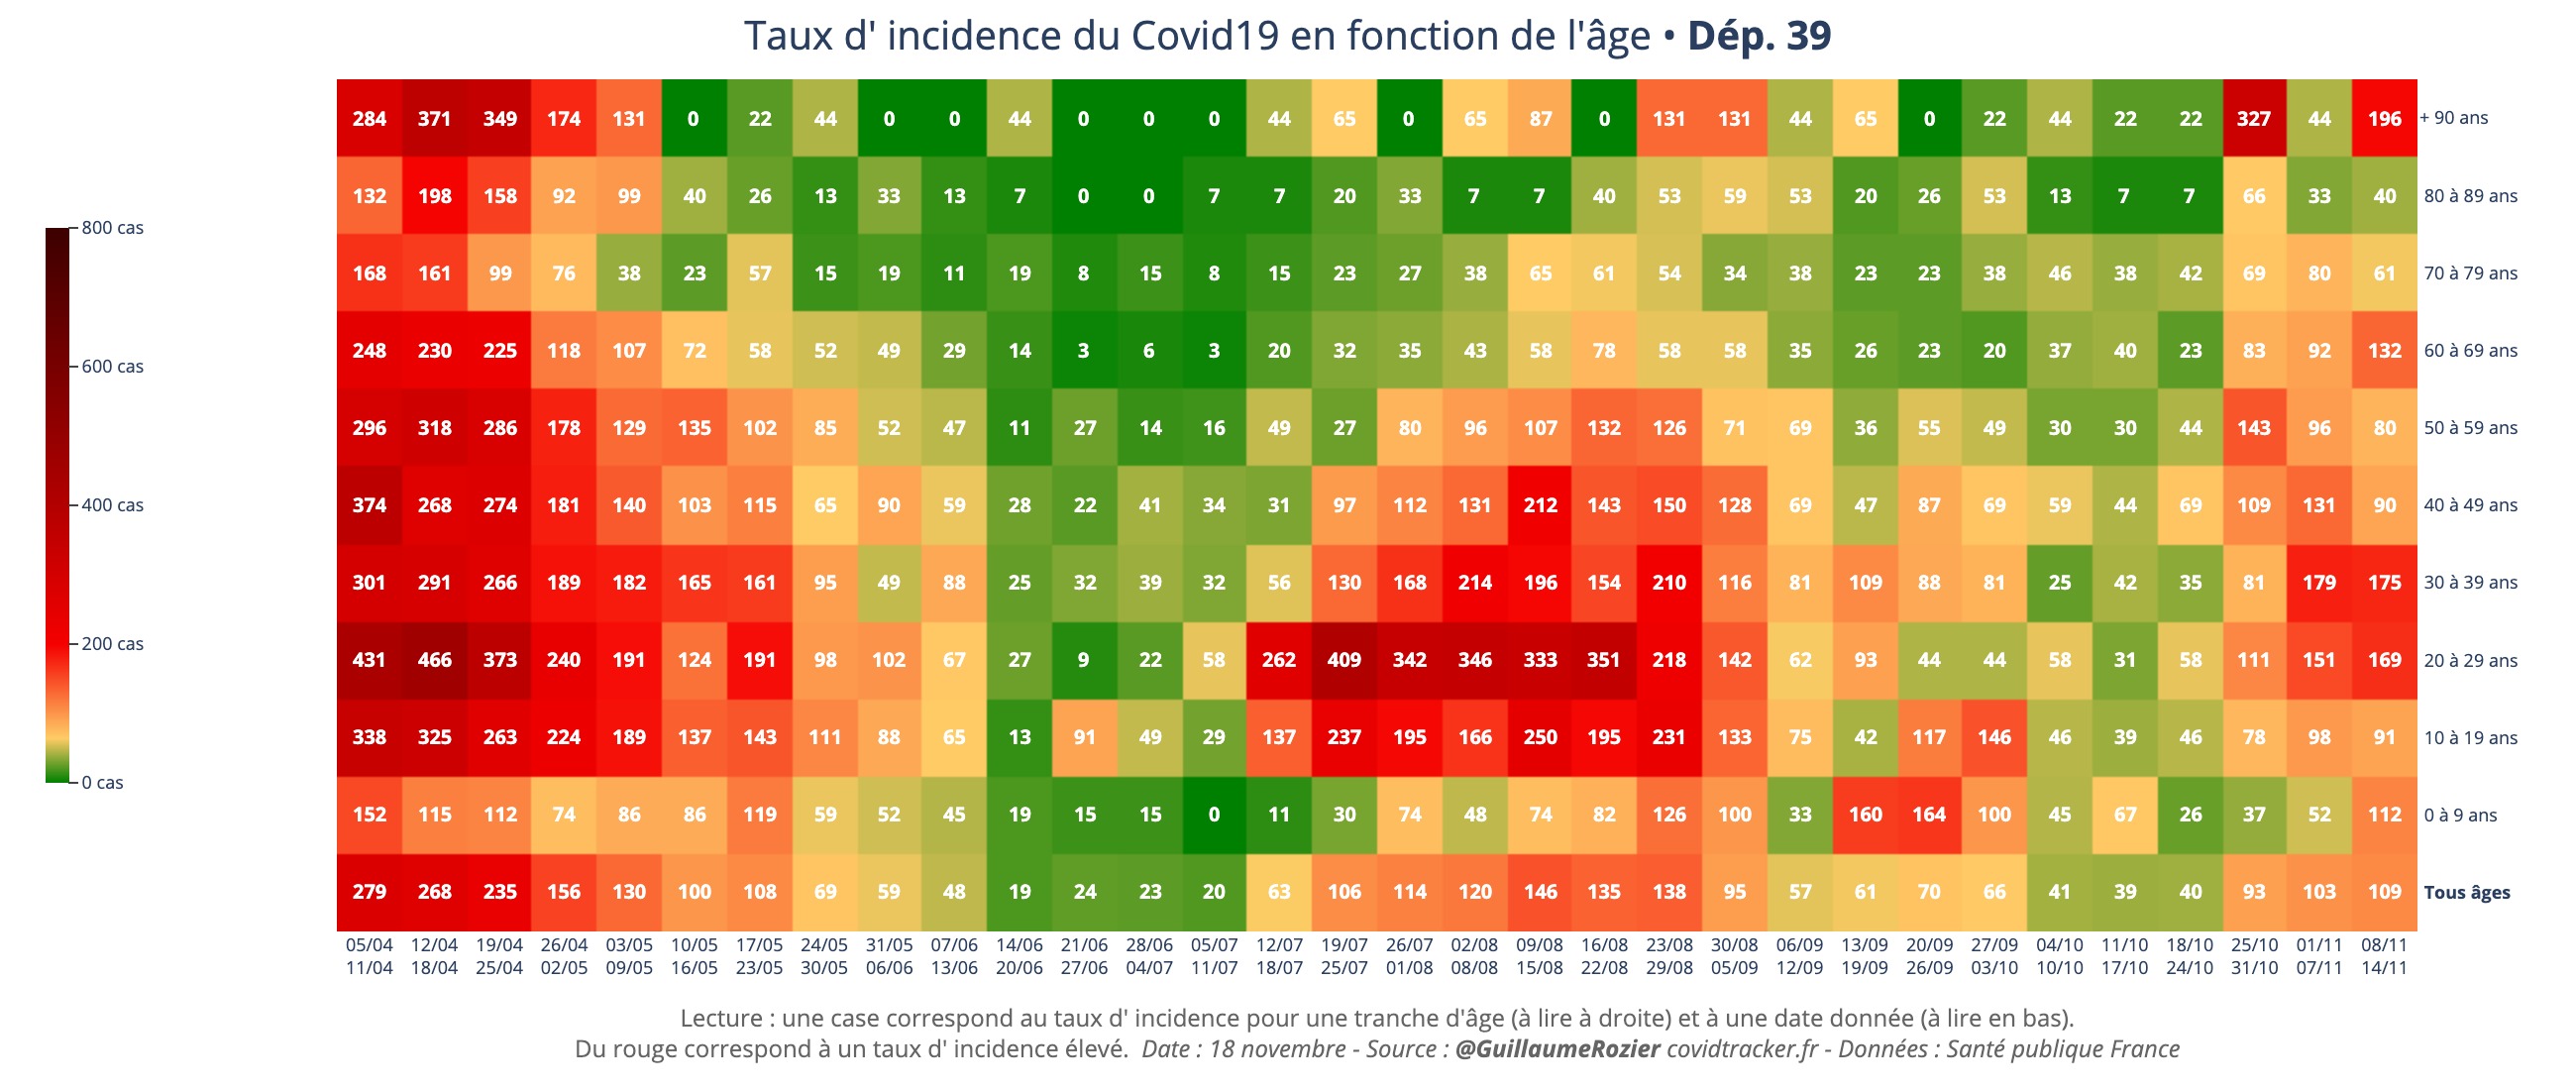 Taux d' incidence du Covid19 en fonction de l'âge • Dép. 39
284 371 349 174 131 0 22 44 0 0 44 0 0 0 44 65 0 65 87 0 131 131 44 65 0 22 44 22 22 327 44 196 + 90 ans
132 198 158 92 99 40 26 13 33 13 7 0 0 7 7 20 33 7 7 40 53 59 53 20 26 53 13 7 7 66 33 40 80 à 89 ans
800 cas
168 161 99 76 38 23 57 15 19 11 19 8 15 8 15 23 27 38 65 61 54 34 38 23 23 38 46 38 42 69 80 61 70 à 79 ans
248 230 225 118 107 72 58 52 49 29 14 3 6 3 20 32 35 43 58 78 58 58 35 26 23 20 37 40 23 83 92 132 60 à 69 ans
600 cas
296 318 286 178 129 135 102 85 52 47 11 27 14 16 49 27 80 96 107 132 126 71 69 36 55 49 30 30 44 143 96 80 50 à 59 ans
400 cas
374 268 274 181 140 103 115 65 90 59 28 22 41 34 31 97 112 131 212 143 150 128 69 47 87 69 59 44 69 109 131 90 40 à 49 ans
301 291 266 189 182 165 161 95 49 88 25 32 39 32 56 130 168 214 196 154 210 116 81 109 88 81 25 42 35 81 179 175 30 à 39 ans
200 cas
431 466 373 240 191 124 191 98 102 67 27 9 22 58 262 409 342 346 333 351 218 142 62 93 44 44 58 31 58 111 151 169 20 à 29 ans
338 325 263 224 189 137 143 111 88 65 13 91 49 29 137 237 195 166 250 195 231 133 75 42 117 146 46 39 46 78 98 91 10 à 19 ans
0 cas
152 115 112 74 86 86 119 59 52 45 19 15 15 0 11 30 74 48 74 82 126 100 33 160 164 100 45 67 26 37 52 112 0 à 9 ans
279 268 235 156 130 100 108 69 59 48 19 24 23 20 63 106 114 120 146 135 138 95 57 61 70 66 41 39 40 93 103 109 Tous âges
05/04 12/04 19/04 26/04 03/05 10/05 17/05 24/05 31/05 07/06 14/06 21/06 28/06 05/07 12/07 19/07 26/07 02/08 09/08 16/08 23/08 30/08 06/09 13/09 20/09 27/09 04/10 11/10 18/10 25/10 01/11 08/11
11/04 18/04 25/04 02/05 09/05 16/05 23/05 30/05 06/06 13/06 20/06 27/06 04/07 11/07 18/07 25/07 01/08 08/08 15/08 22/08 29/08 05/09 12/09 19/09 26/09 03/10 10/10 17/10 24/10 31/10 07/11 14/11
Lecture : une case correspond au taux d' incidence pour une tranche d'âge (à lire à droite) et à une date donnée (à lire en bas).
Du rouge correspond à un taux d' incidence élevé. Date : 18 novembre - Source : @GuillaumeRozier covidtracker.fr - Données : Santé publique France